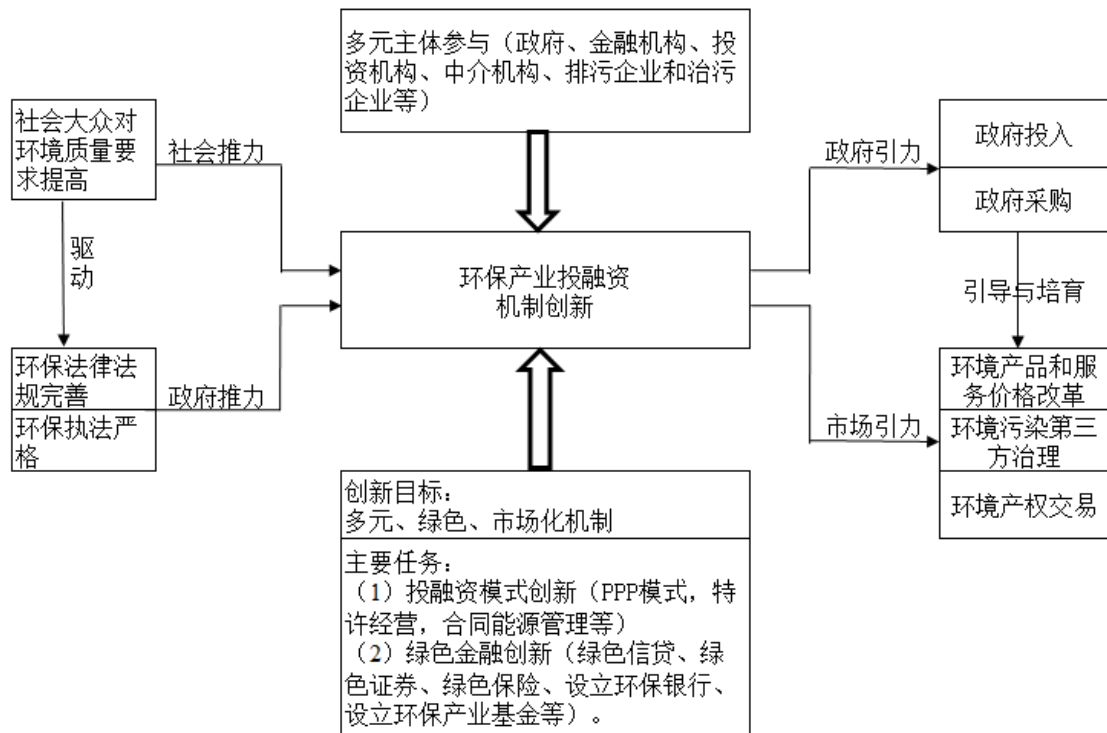 多元主体参与（政府、金融机构、投
资机构、中介机构、排污企业和治污
企业等）
社会大众对
环境质量要
求提高
社会推力
政府引力
政府投入
政府采购
驱
动
环保产业投融资
机制创新
引导与培育
环保法律法
规完善
环保执法严
格
政府推力
市场引力
环境产品和服
务价格改革
环境污染第三
方治理
环境产权交易
创新目标：
多元、绿色、市场化机制
主要任务：
（1）投融资模式创新（PPP模式，特
许经营，合同能源管理等）
（2）绿色金融创新（绿色信贷、绿
色证券、绿色保险、设立环保银行、
设立环保产业基金等）。